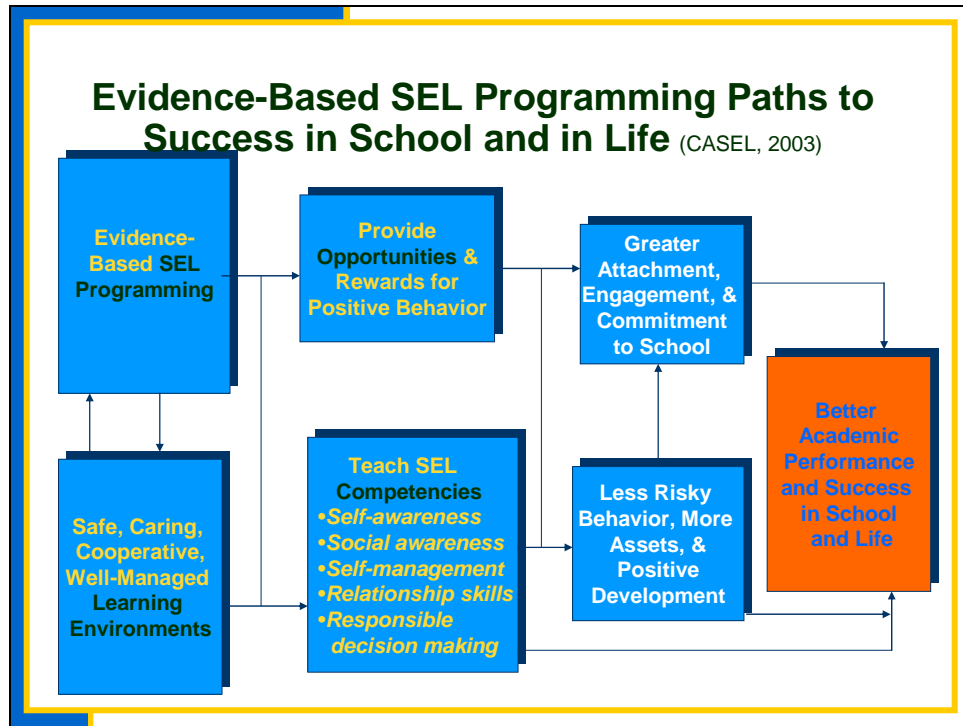 Evidence-Based SEL Programming Paths to
Success in School and in Life (CASEL, 2003)
Evidence-
Based SEL
Programming
Provide
Opportunities &
Rewards for
Positive Behavior
Greater
Attachment,
Engagement, &
Commitment
to School
Better
Academic
Performance
and Success
in School
and Life
Safe, Caring,
Cooperative,
Well-Managed
Learning
Environments
Teach SEL
Competencies
•Self-awareness
•Social awareness
•Self-management
•Relationship skills
•Responsible
decision making
Less Risky
Behavior, More
Assets, &
Positive
Development